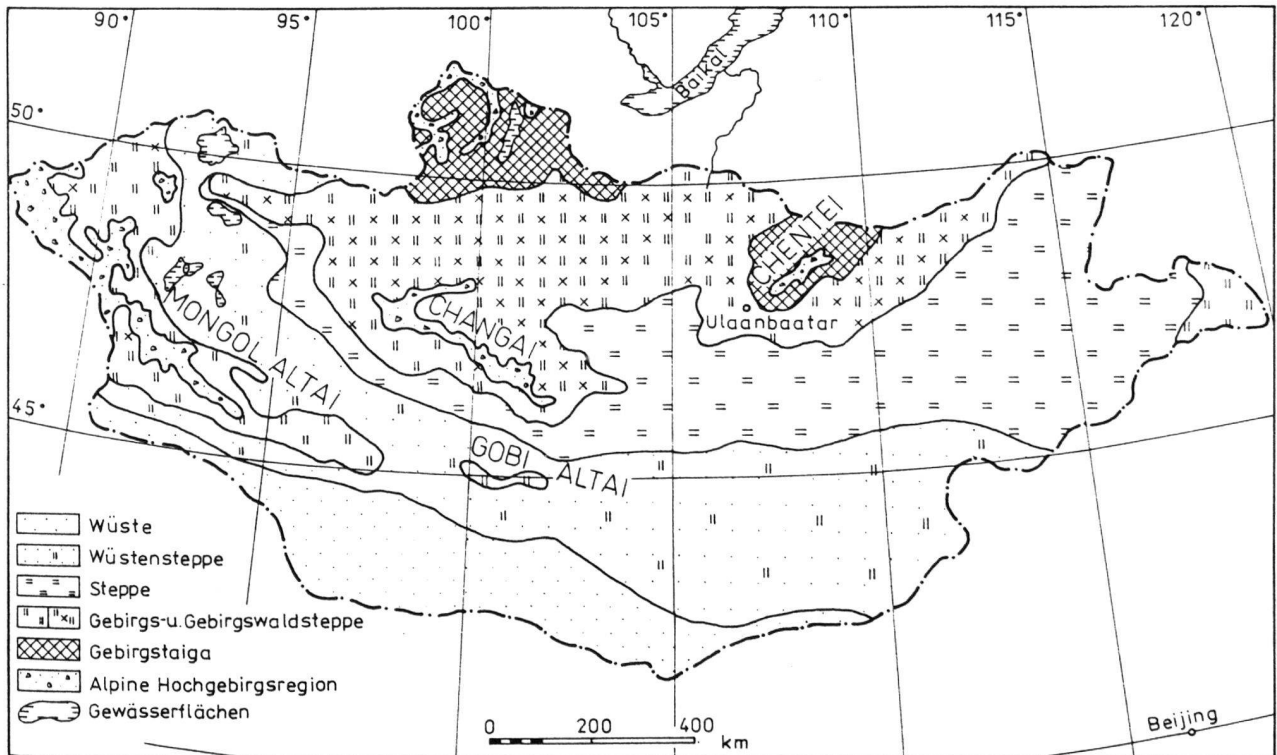 90° 95° 100° 105° 110° 115° 120°
Baikal
50°
CHENTEI
MONGOL ALTAI
CHANGAI
Ulaanbaatar
45°
GOBI ALTAI
Wüste
Wüstensteppe
Steppe
Gebirgs-u.Gebirgswaldsteppe
Gebirgstaiga
Alpine Hochgebirgsregion
Gewässerflächen
0 200 400
km
Beijing